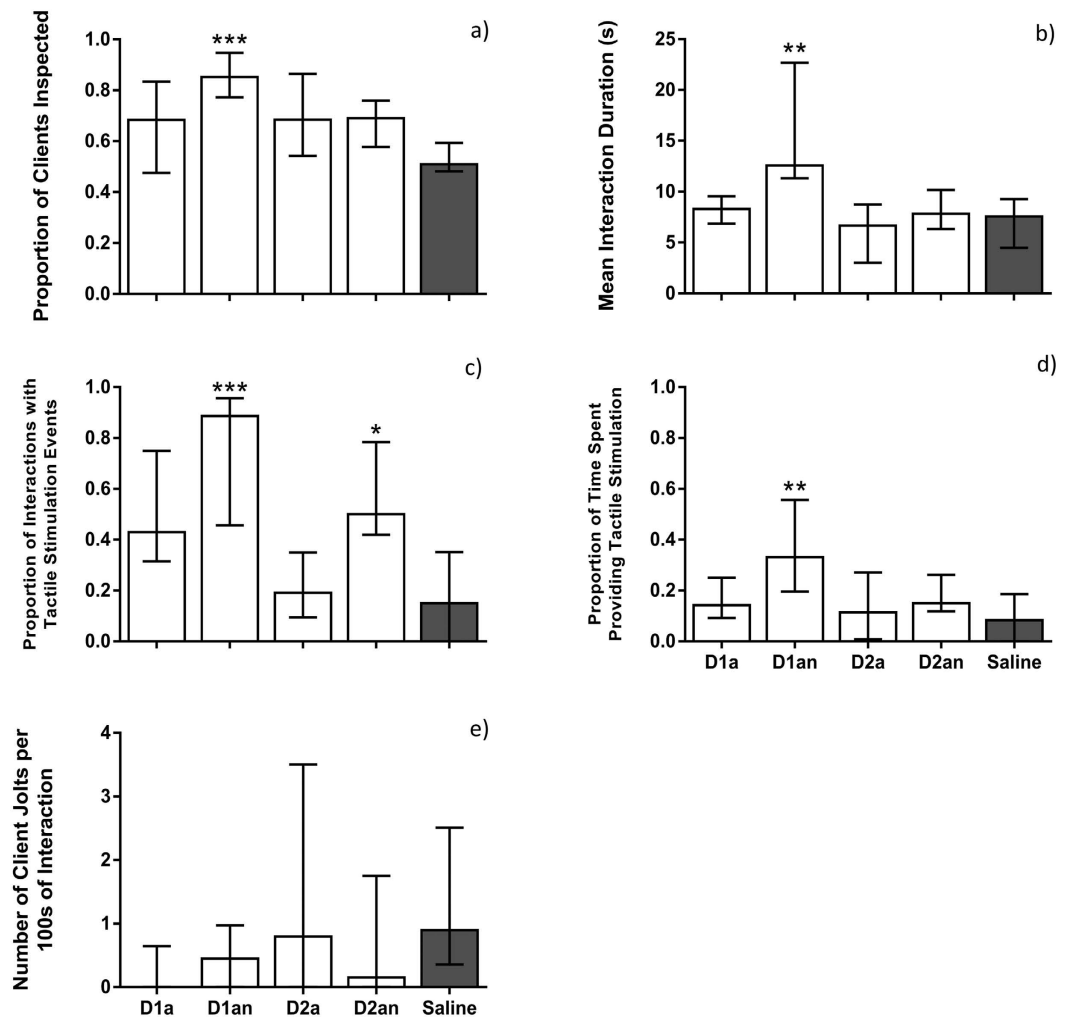 a)
Proportion of Clients Inspected
1.0
0.8
0.6
0.4
0.2
0.0
***
b)
Mean Interaction Duration (s)
25
20
15
10
5
0
**
c)
Proportion of Interactions with
Tactile Stimulation Events
1.0
0.8
0.6
0.4
0.2
0.0
***
*
d)
Proportion of Time Spent
Providing Tactile Stimulation
1.0
0.8
0.6
0.4
0.2
0.0
**
D1a D1an D2a D2an Saline
e)
Number of Client Jolts per
100s of Interaction
4
3
2
1
0
D1a D1an D2a D2an Saline